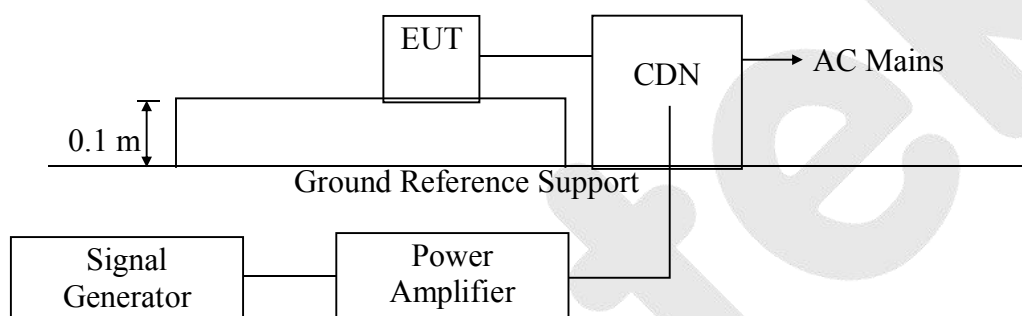 EUT
CDN
AC Mains
0.1 m
Ground Reference Support
Signal
Generator
Power
Amplifier